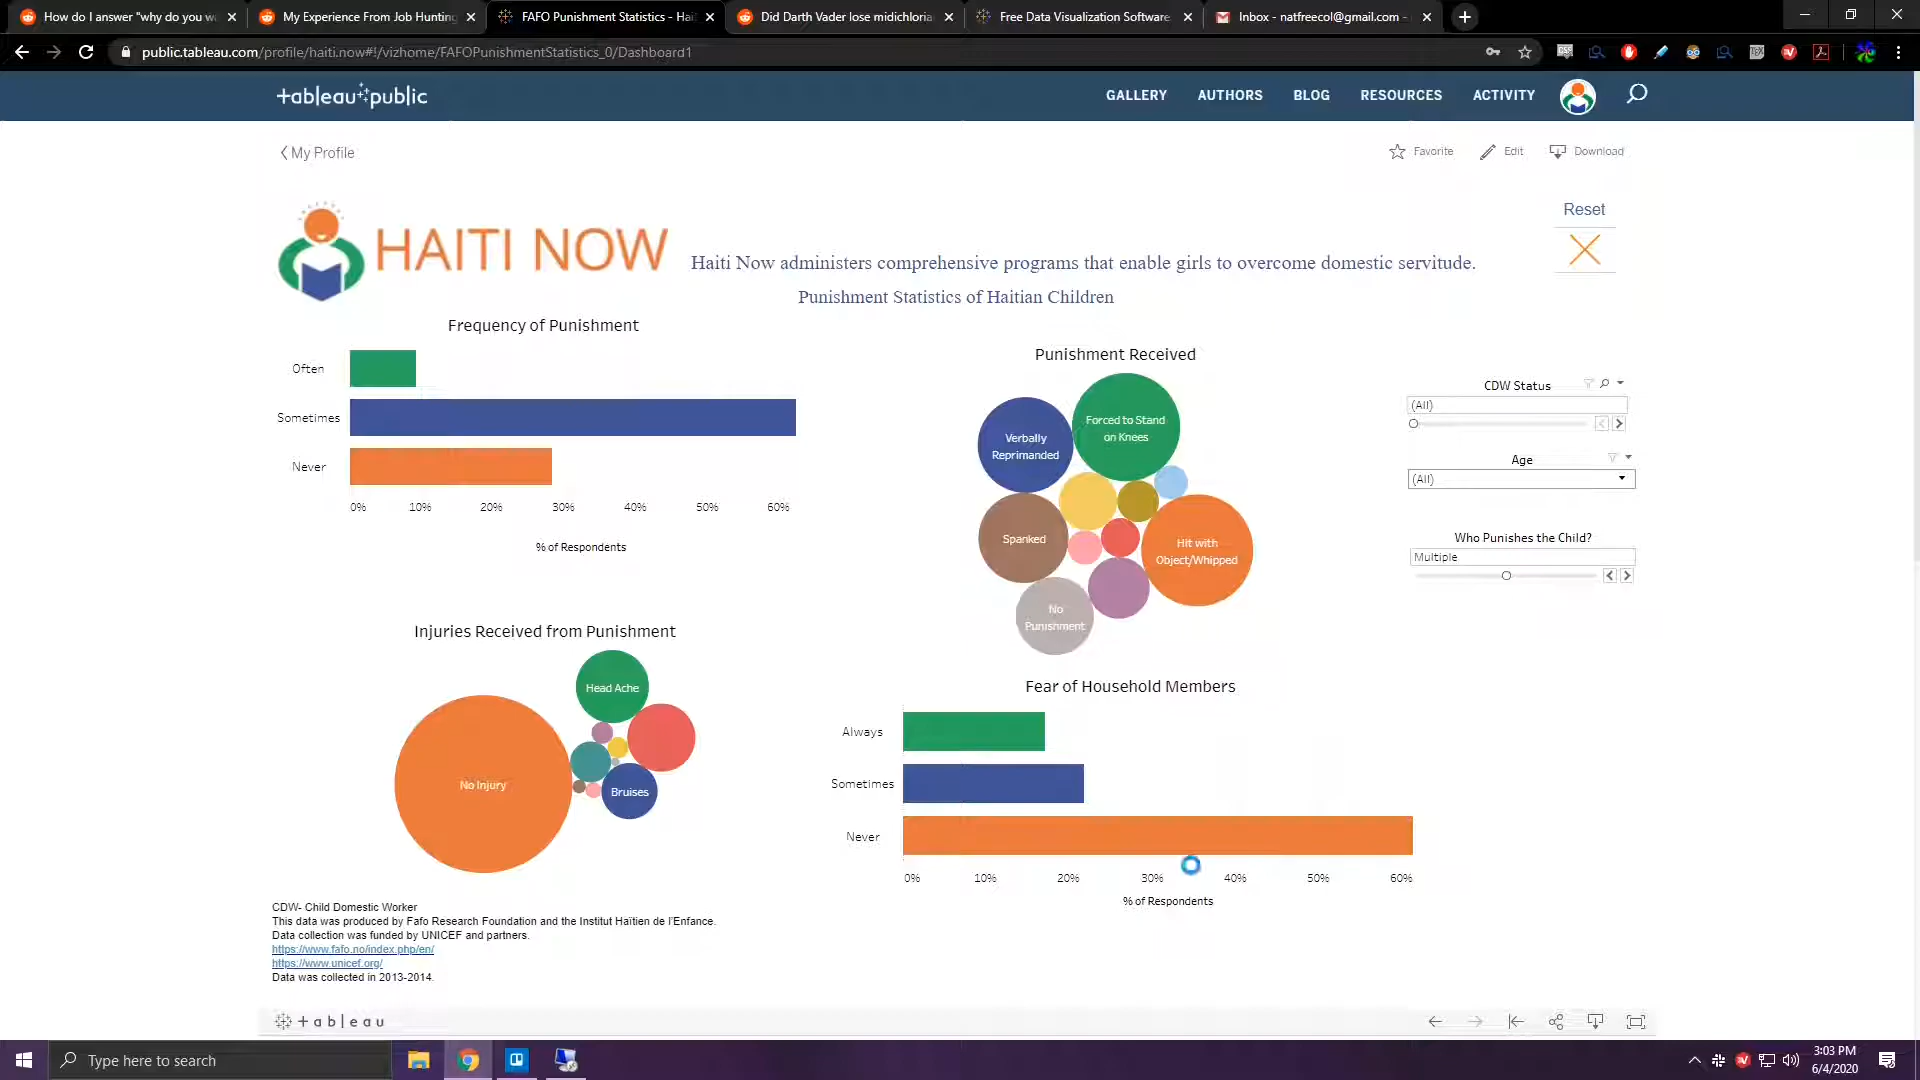 How do I answer "why do you w
My Experience From Job Hunting
FAFO Punishment Statistics - Hai
Did Darth Vader lose midichloria
Free Data Visualization Software
Inbox - natfreecol@gmail.com -
public.tableau.com/profile/haiti.now#!/vizhome/FAFOPunishmentStatistics_0/Dashboard1
+ableau public
GALLERY
AUTHORS
BLOG
RESOURCES
ACTIVITY
My Profile
Favorite
Edit
Download
HAITI NOW
Haiti Now administers comprehensive programs that enable girls to overcome domestic servitude.
Punishment Statistics of Haitian Children
Reset
Frequency of Punishment
Often
Sometimes
Never
0% 10% 20% 30% 40% 50% 60%
% of Respondents
Punishment Received
Verbally
Reprimanded
Forced to Stand
on Knees
Spanked
Hit with
Object/Whipped
No
Punishment
CDW Status
(All)
Age
(All)
Who Punishes the Child?
Multiple
Injuries Received from Punishment
Head Ache
No Injury
Bruises
Fear of Household Members
Always
Sometimes
Never
0% 10% 20% 30% 40% 50% 60%
% of Respondents
CDW- Child Domestic Worker
This data was produced by Fafo Research Foundation and the Institut Haïtien de l'Enfance.
Data collection was funded by UNICEF and partners.
https://www.fafo.no/index.php/en/
https://www.unicef.org/
Data was collected in 2013-2014.
+ableau
Type here to search
3:03 PM
6/4/2020